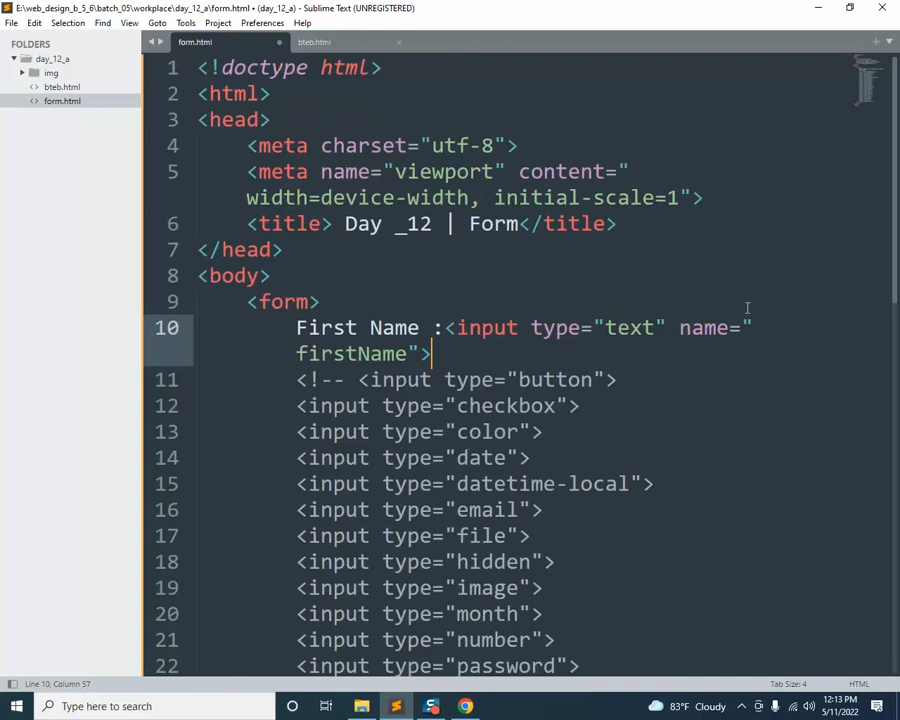 E:\web_design_b_5_6\batch_05\workplace\day_12_a\form.html • (day_12_a) - Sublime Text (UNREGISTERED)
File Edit Selection Find View Goto Tools Project Preferences Help
FOLDERS
day_12_a
img
bteb.html
form.html
form.html
bteb.html
1 <!doctype html>
2 <html>
3 <head>
4 <meta charset="utf-8">
5 <meta name="viewport" content="
width=device-width, initial-scale=1">
6 <title> Day _12 | Form</title>
7 </head>
8 <body>
9 <form>
10 First Name :<input type="text" name="
firstName">
11 <!-- <input type="button">
12 <input type="checkbox">
13 <input type="color">
14 <input type="date">
15 <input type="datetime-local">
16 <input type="email">
17 <input type="file">
18 <input type="hidden">
19 <input type="image">
20 <input type="month">
21 <input type="number">
22 <input type="password">
Line 10, Column 57
Tab Size: 4
HTML
Type here to search
83°F Cloudy
12:13 PM
5/11/2022